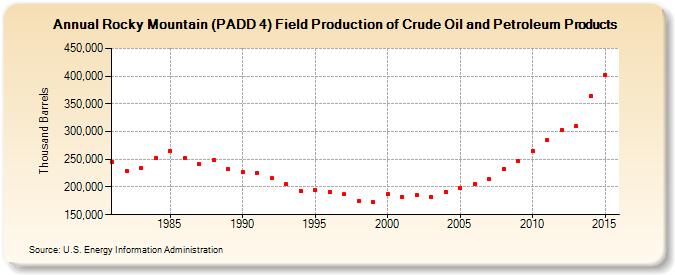 Annual Rocky Mountain (PADD 4) Field Production of Crude Oil and Petroleum Products
Thousand Barrels
450,000
400,000
350,000
300,000
250,000
200,000
150,000
1985 1990 1995 2000 2005 2010 2015
Source: U.S. Energy Information Administration